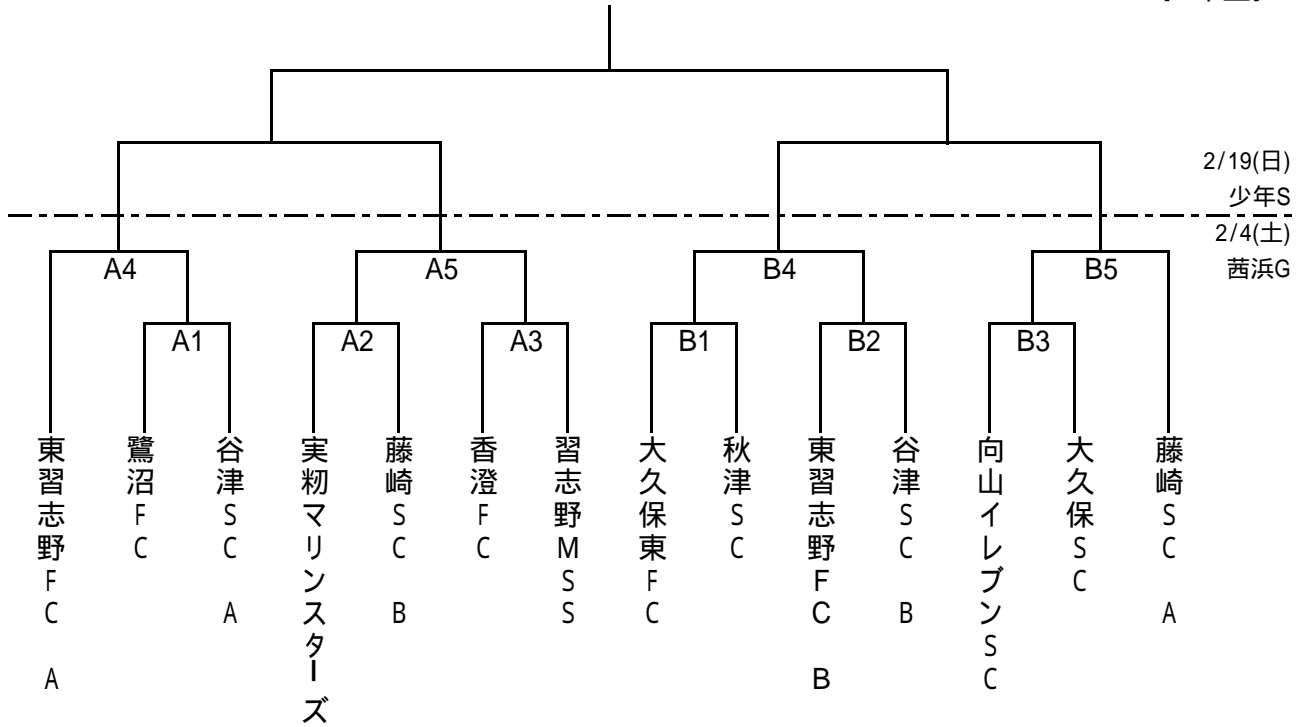 2/19(日)
少年S
2/4(土)
茜浜G
A4
A5
B4
B5
A1
A2
A3
B1
B2
B3
東習志野FC A
鷺沼FC
谷津SC A
実籾マリンスターズ
藤崎SC B
香澄FC
習志野MSS
大久保東FC
秋津SC
東習志野FC B
谷津SC B
向山イレブンSC
大久保SC
藤崎SC A